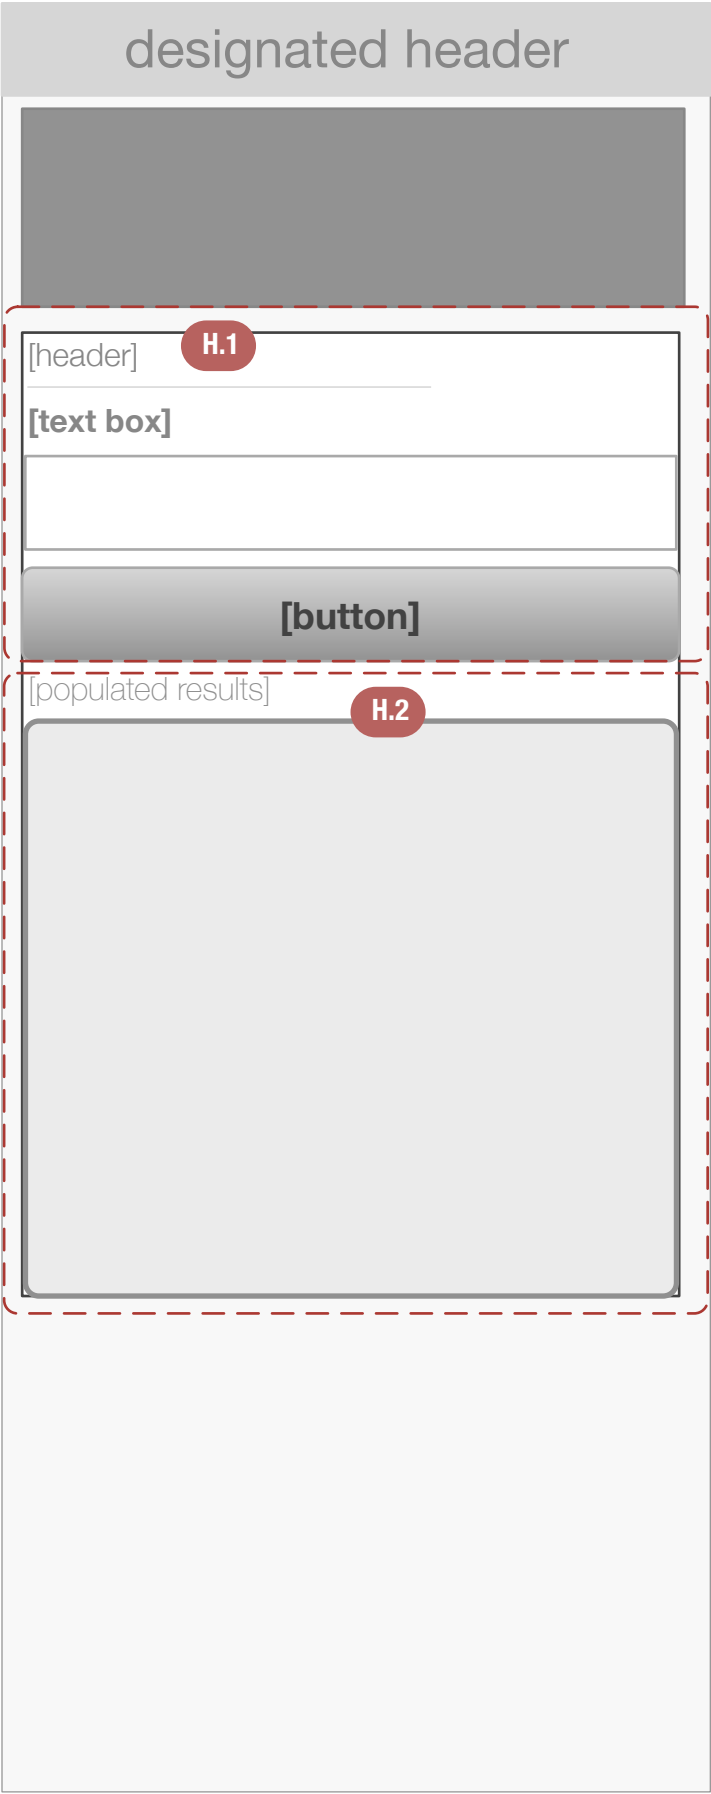 designated header
[header]
H.1
[text box]
[button]
[populated results]
H.2